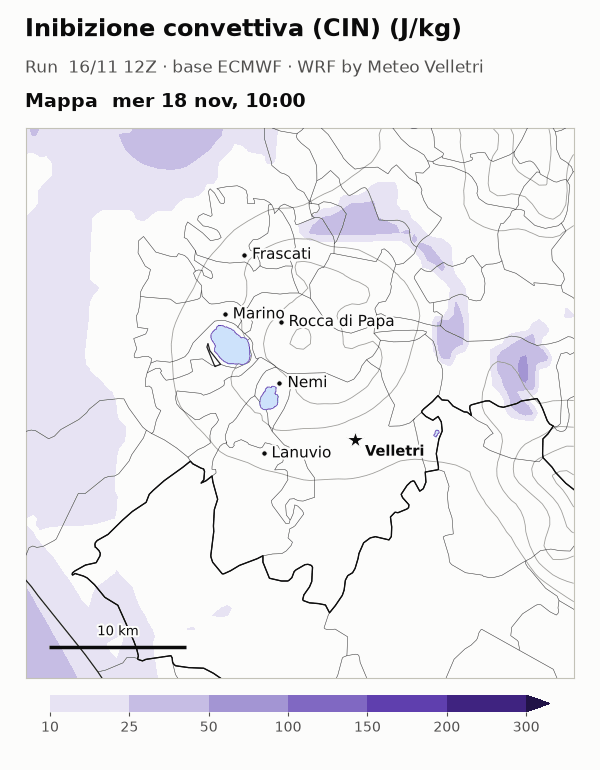 Inibizione convettiva (CIN) (J/kg)
Run  16/11 12Z · base ECMWF · WRF by Meteo Velletri
Mappa  mer 18 nov, 10:00
Frascati
Marino
Rocca di Papa
Nemi
Velletri
Lanuvio
10 km
10 25 50 100 150 200 300